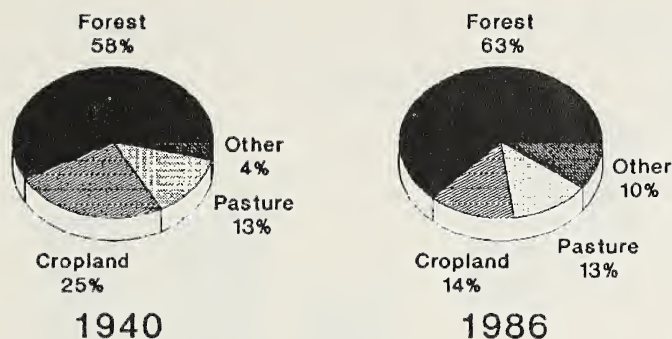 Forest
58%
Other
4%
Pasture
13%
Cropland
25%
1940
Forest
63%
Other
10%
Pasture
13%
Cropland
14%
1986